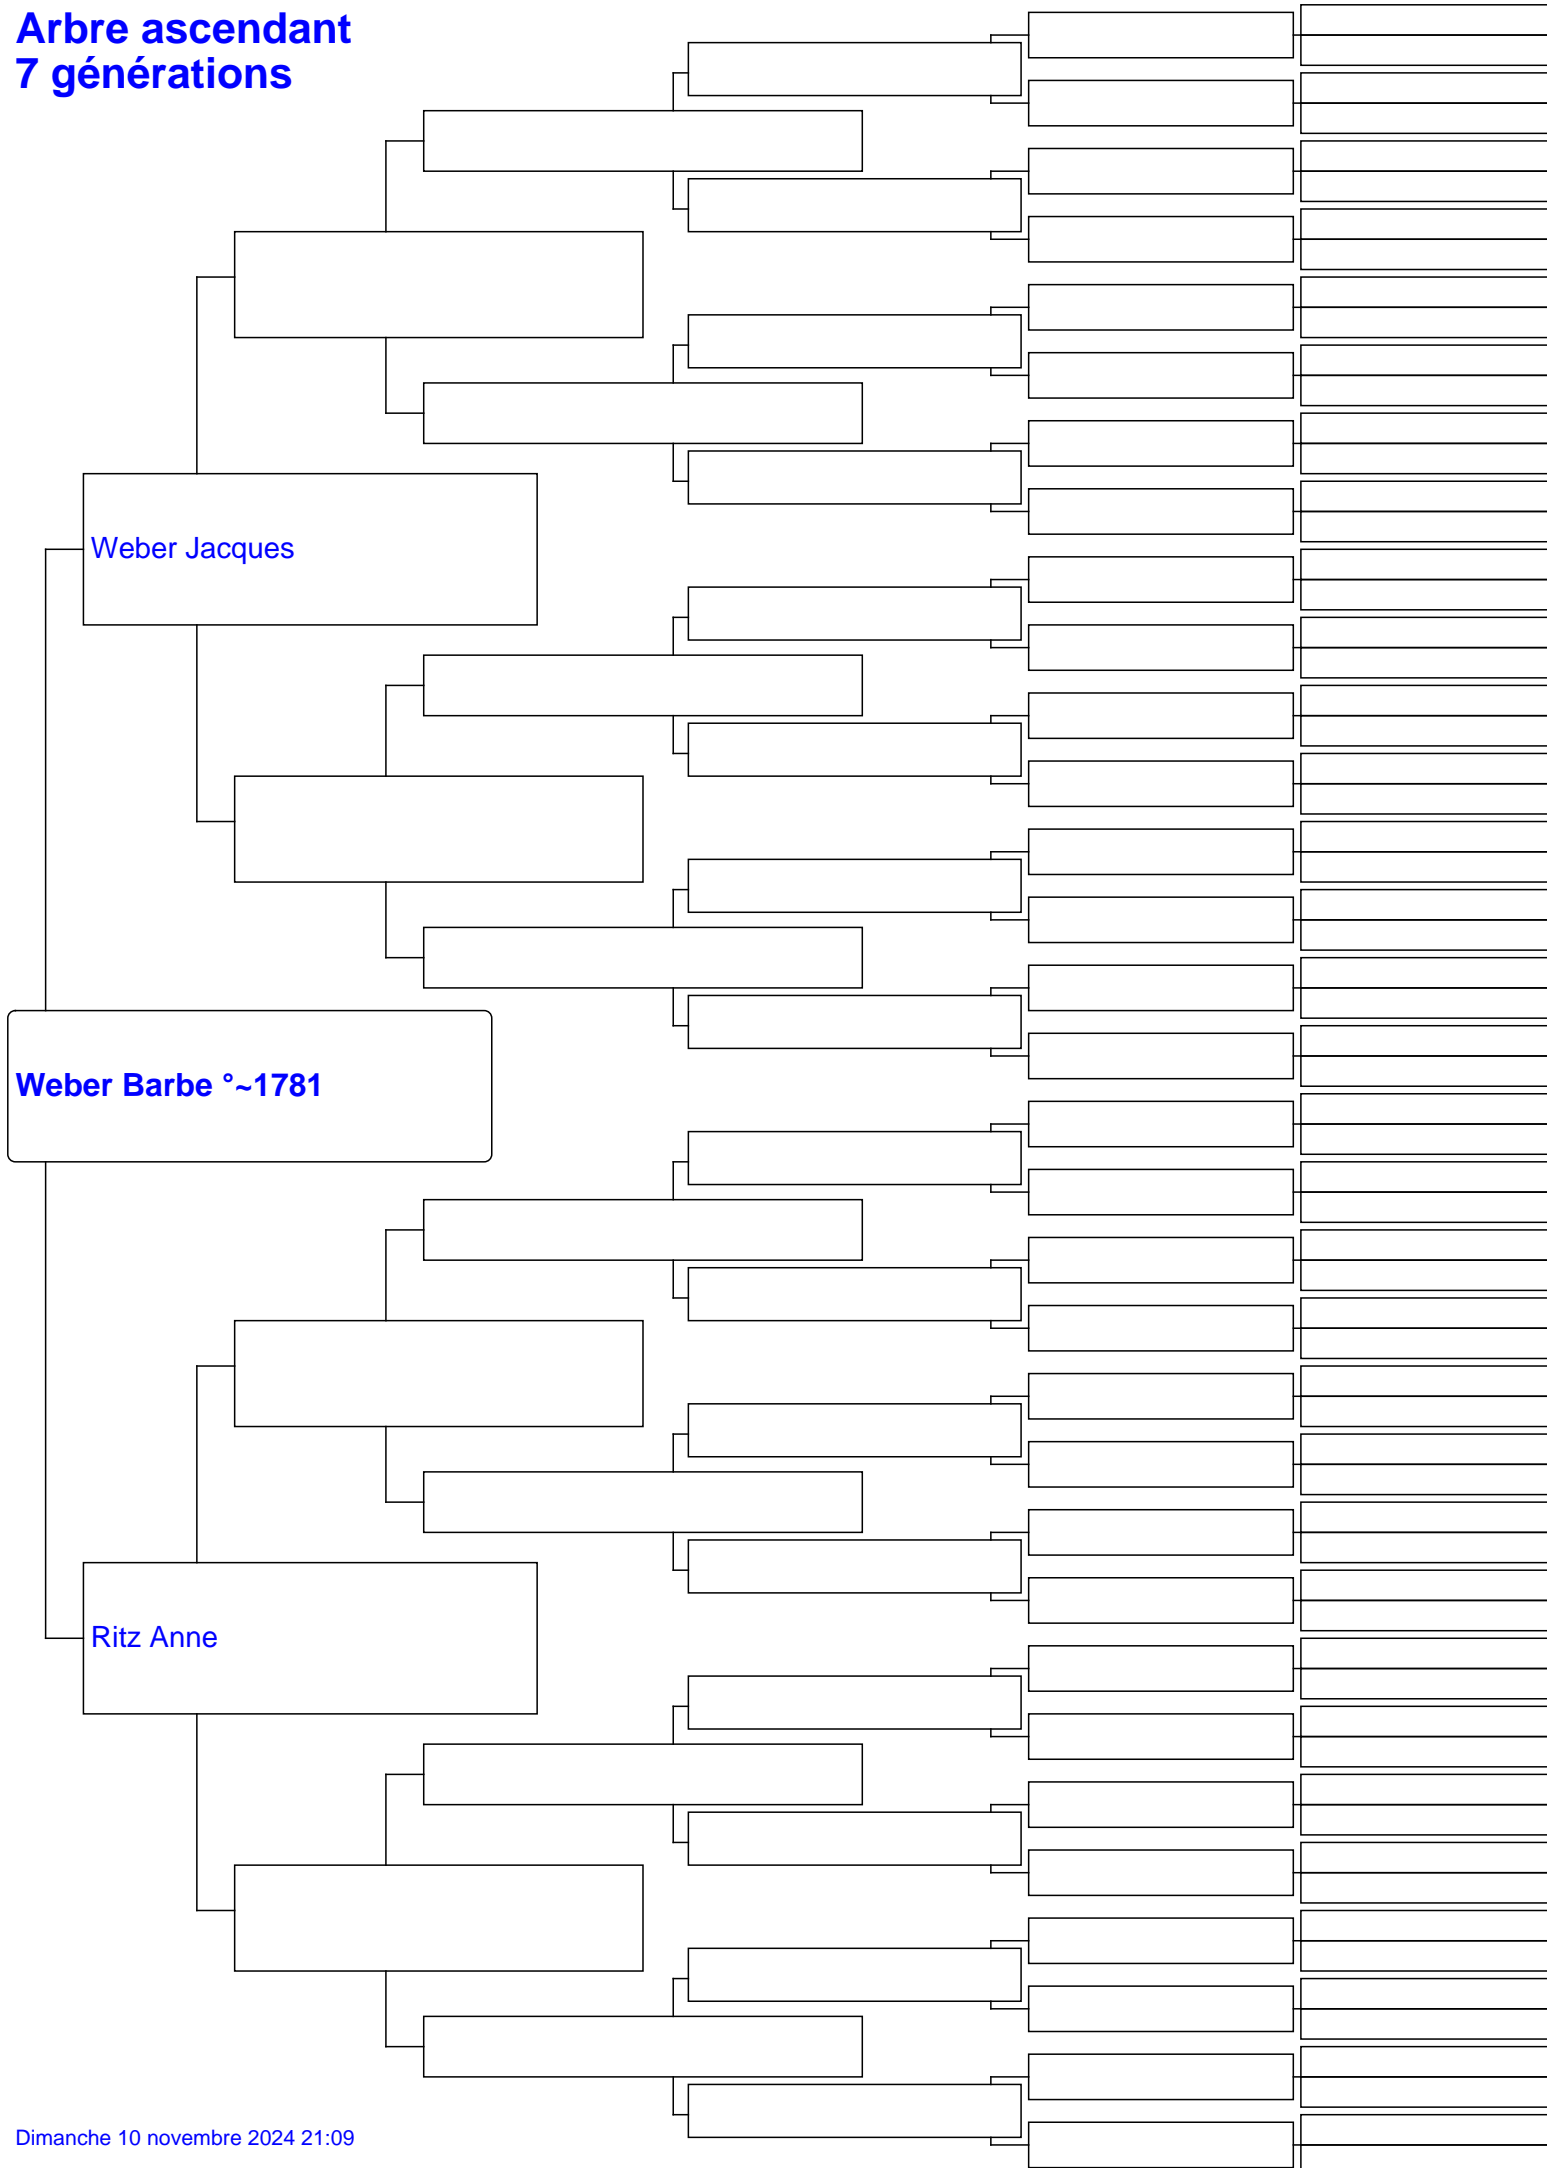 Arbre ascendant
7 générations
Weber Jacques
Weber Barbe °~1781
Ritz Anne
Dimanche 10 novembre 2024 21:09